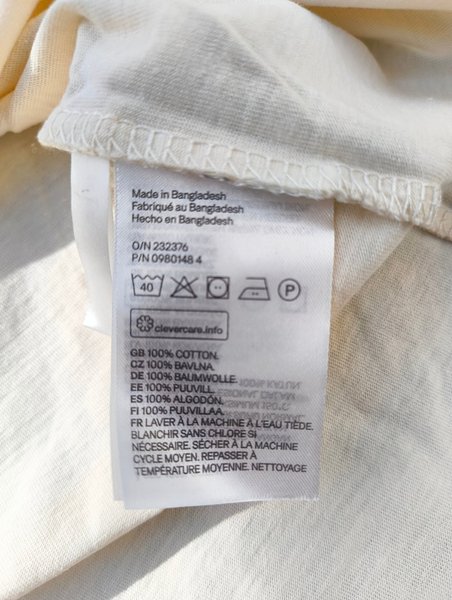 Made in Bangladesh
Fabriqué au Bangladesh
Hecho en Bangladesh
O/N 232376
P/N 0980148 4
40 P
clevercare.info
GB 100% COTTON.
CZ 100% BAVLNA.
DE 100% BAUMWOLLE.
EE 100% PUUVILL.
ES 100% ALGODÓN.
FI 100% PUUVILLAA.
FR LAVER À LA MACHINE À L'EAU TIÈDE.
BLANCHIR SANS CHLORE SI
NÉCESSAIRE. SÉCHER À LA MACHINE
CYCLE MOYEN. REPASSER À
TEMPÉRATURE MOYENNE. NETTOYAGE